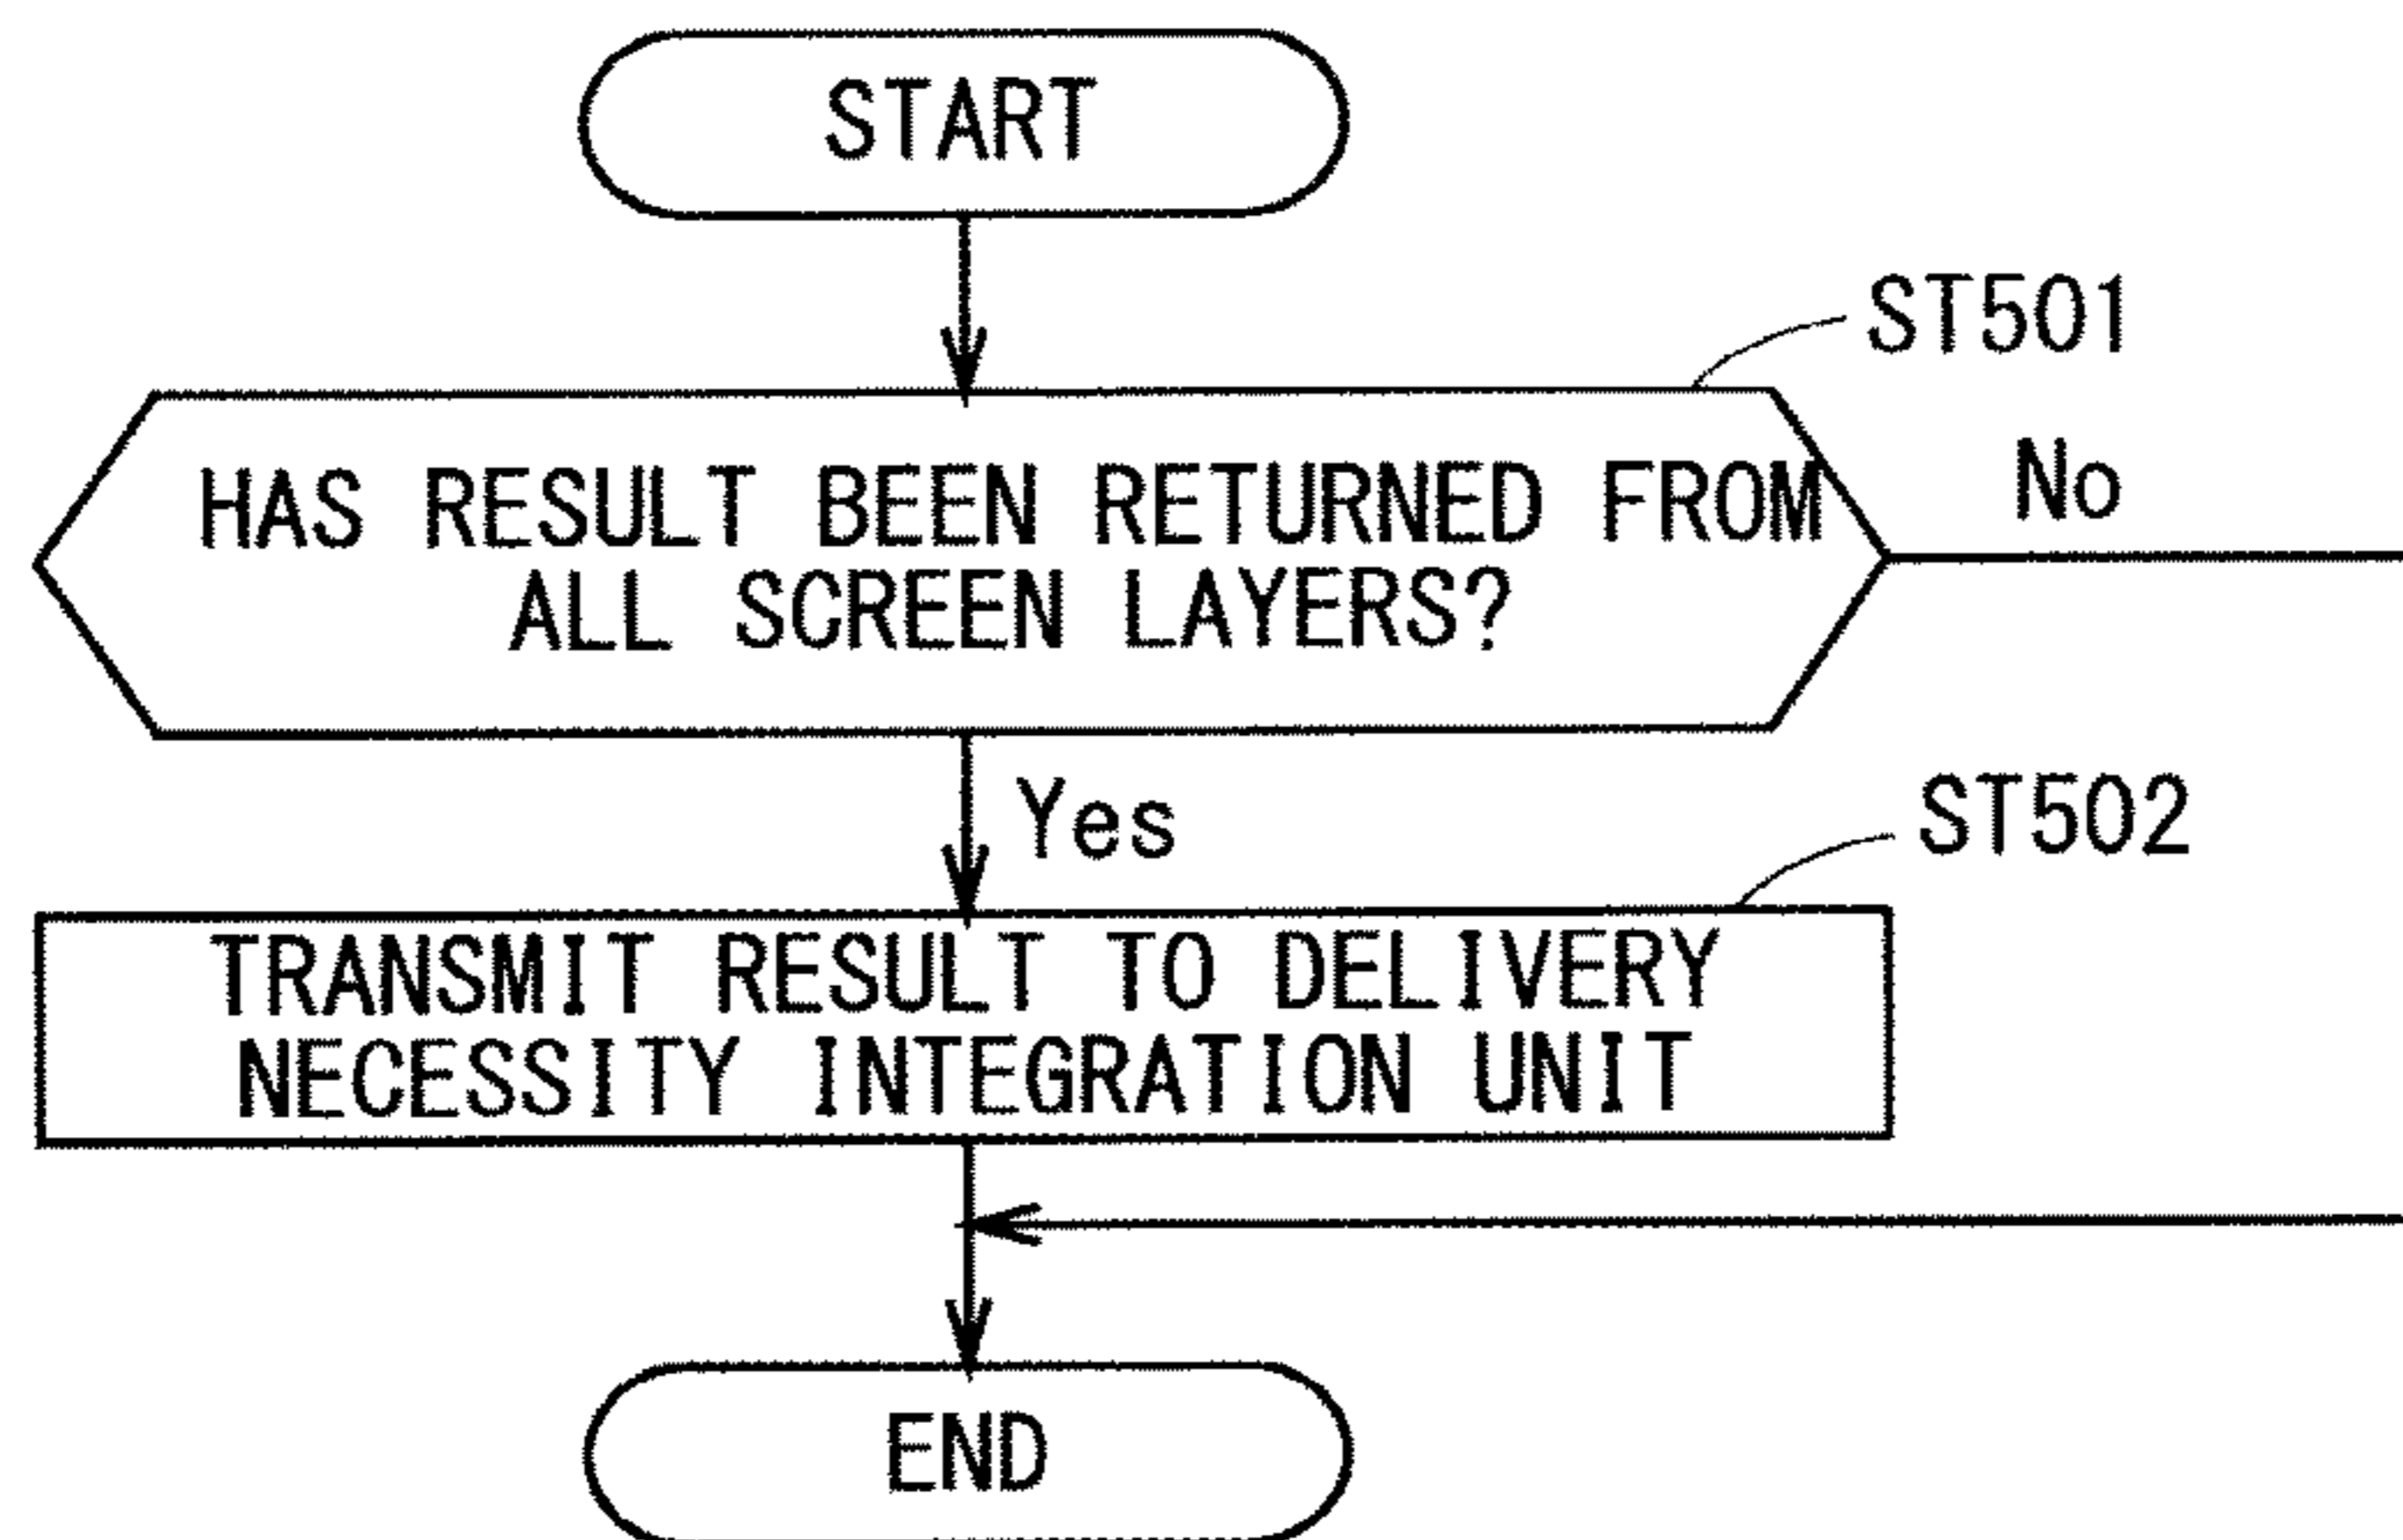 START
ST501
HAS RESULT BEEN RETURNED FROM
ALL SCREEN LAYERS?
No
Yes
ST502
TRANSMIT RESULT TO DELIVERY
NECESSITY INTEGRATION UNIT
END